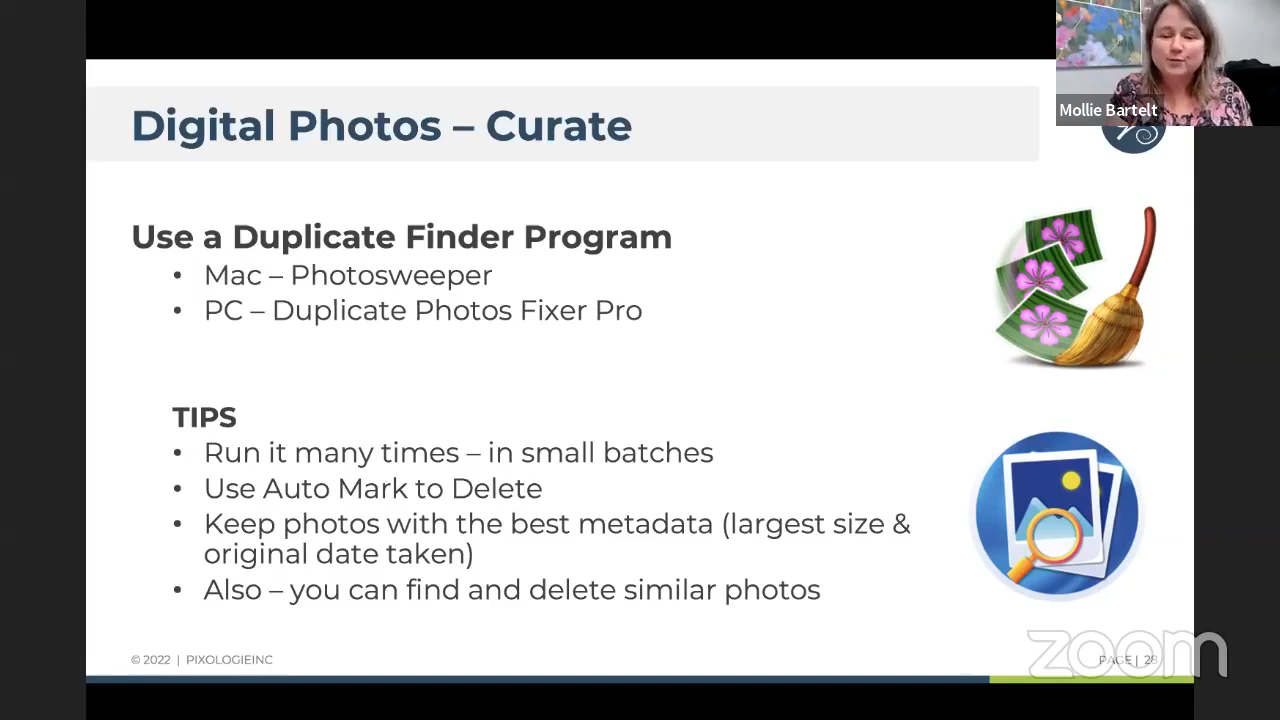 Digital Photos – Curate
Mollie Bartelt
Use a Duplicate Finder Program
• Mac – Photosweeper
• PC – Duplicate Photos Fixer Pro
TIPS
• Run it many times – in small batches
• Use Auto Mark to Delete
• Keep photos with the best metadata (largest size &
original date taken)
• Also – you can find and delete similar photos
© 2022 | PIXOLOGIEINC
PAGE | 28
zoom